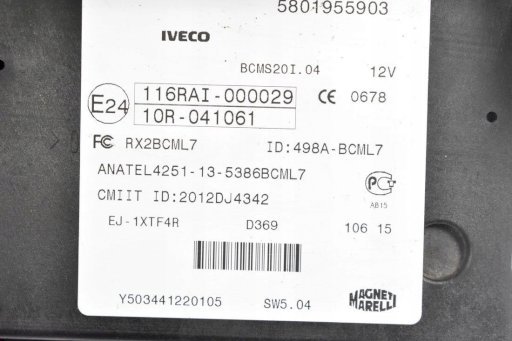 5801955903
IVECO
BCMS20I.04 12V
E24 116RAI-000029 CE 0678
10R-041061
FC RX2BCML7 ID:498A-BCML7
ANATEL4251-13-5386BCML7
CMIIT ID:2012DJ4342
AB15
EJ-1XTF4R D369 106 15
Y503441220105 SW5.04
MAGNETI MARELLI